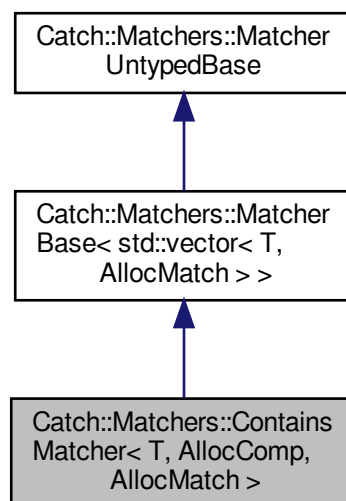 Catch::Matchers::Matcher
UntypedBase
Catch::Matchers::Matcher
Base< std::vector< T,
AllocMatch > >
Catch::Matchers::Contains
Matcher< T, AllocComp,
AllocMatch >